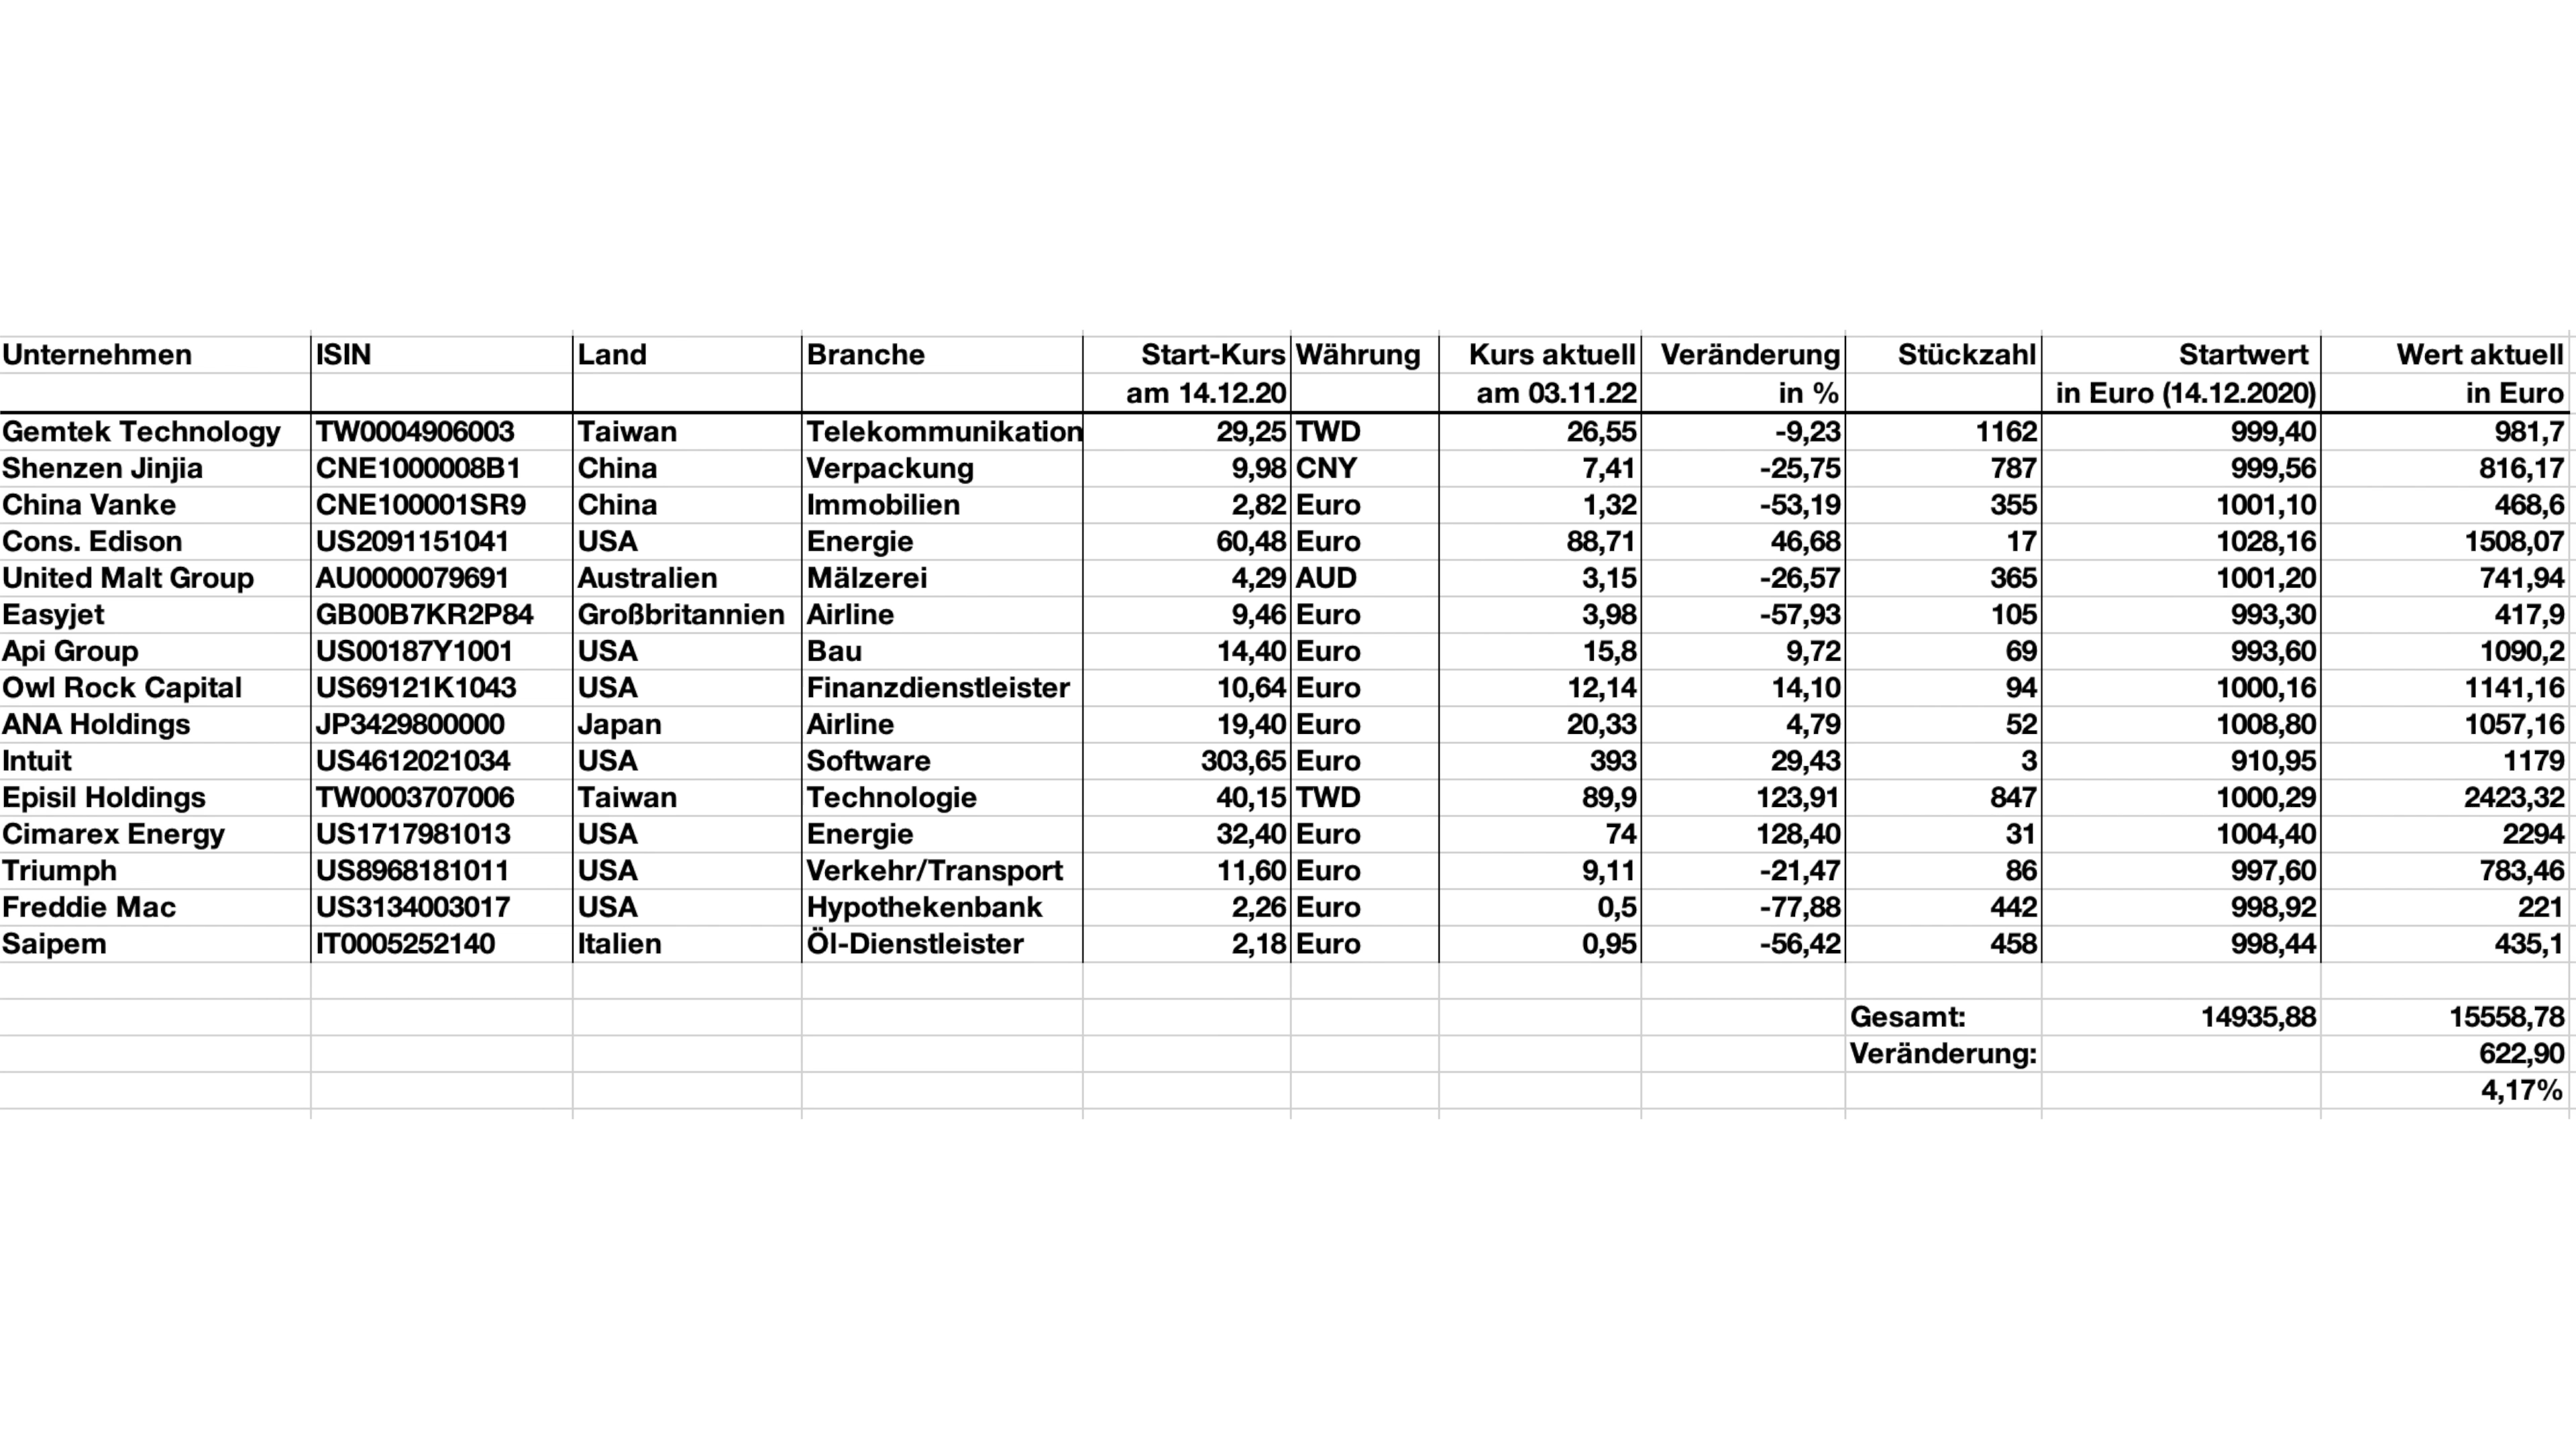 Unternehmen ISIN Land Branche Start-Kurs Währung Kurs aktuell Veränderung Stückzahl Startwert Wert aktuell
am 14.12.20 am 03.11.22 in % in Euro (14.12.2020) in Euro
Gemtek Technology TW0004906003 Taiwan Telekommunikation 29,25 TWD 26,55 -9,23 1162 999,40 981,7
Shenzen Jinjia CNE1000008B1 China Verpackung 9,98 CNY 7,41 -25,75 787 999,56 816,17
China Vanke CNE100001SR9 China Immobilien 2,82 Euro 1,32 -53,19 355 1001,10 468,6
Cons. Edison US2091151041 USA Energie 60,48 Euro 88,71 46,68 17 1028,16 1508,07
United Malt Group AU0000079691 Australien Mälzerei 4,29 AUD 3,15 -26,57 365 1001,20 741,94
Easyjet GB00B7KR2P84 Großbritannien Airline 9,46 Euro 3,98 -57,93 105 993,30 417,9
Api Group US00187Y1001 USA Bau 14,40 Euro 15,8 9,72 69 993,60 1090,2
Owl Rock Capital US69121K1043 USA Finanzdienstleister 10,64 Euro 12,14 14,10 94 1000,16 1141,16
ANA Holdings JP3429800000 Japan Airline 19,40 Euro 20,33 4,79 52 1008,80 1057,16
Intuit US4612021034 USA Software 303,65 Euro 393 29,43 3 910,95 1179
Episil Holdings TW0003707006 Taiwan Technologie 40,15 TWD 89,9 123,91 847 1000,29 2423,32
Cimarex Energy US1717981013 USA Energie 32,40 Euro 74 128,40 31 1004,40 2294
Triumph US8968181011 USA Verkehr/Transport 11,60 Euro 9,11 -21,47 86 997,60 783,46
Freddie Mac US3134003017 USA Hypothekenbank 2,26 Euro 0,5 -77,88 442 998,92 221
Saipem IT0005252140 Italien Öl-Dienstleister 2,18 Euro 0,95 -56,42 458 998,44 435,1
Gesamt: 14935,88 15558,78
Veränderung: 622,90
4,17%